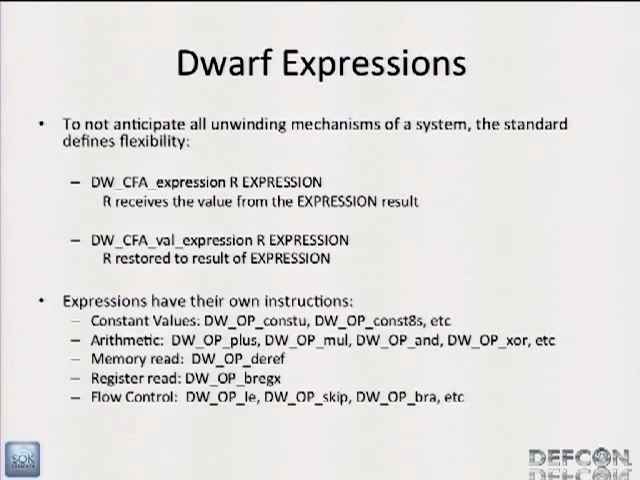 Dwarf Expressions
• To not anticipate all unwinding mechanisms of a system, the standard
defines flexibility:
– DW_CFA_expression R EXPRESSION
R receives the value from the EXPRESSION result
– DW_CFA_val_expression R EXPRESSION
R restored to result of EXPRESSION
• Expressions have their own instructions:
– Constant Values: DW_OP_constu, DW_OP_const8s, etc
– Arithmetic: DW_OP_plus, DW_OP_mul, DW_OP_and, DW_OP_xor, etc
– Memory read: DW_OP_deref
– Register read: DW_OP_bregx
– Flow Control: DW_OP_le, DW_OP_skip, DW_OP_bra, etc
SOK
DEFCON